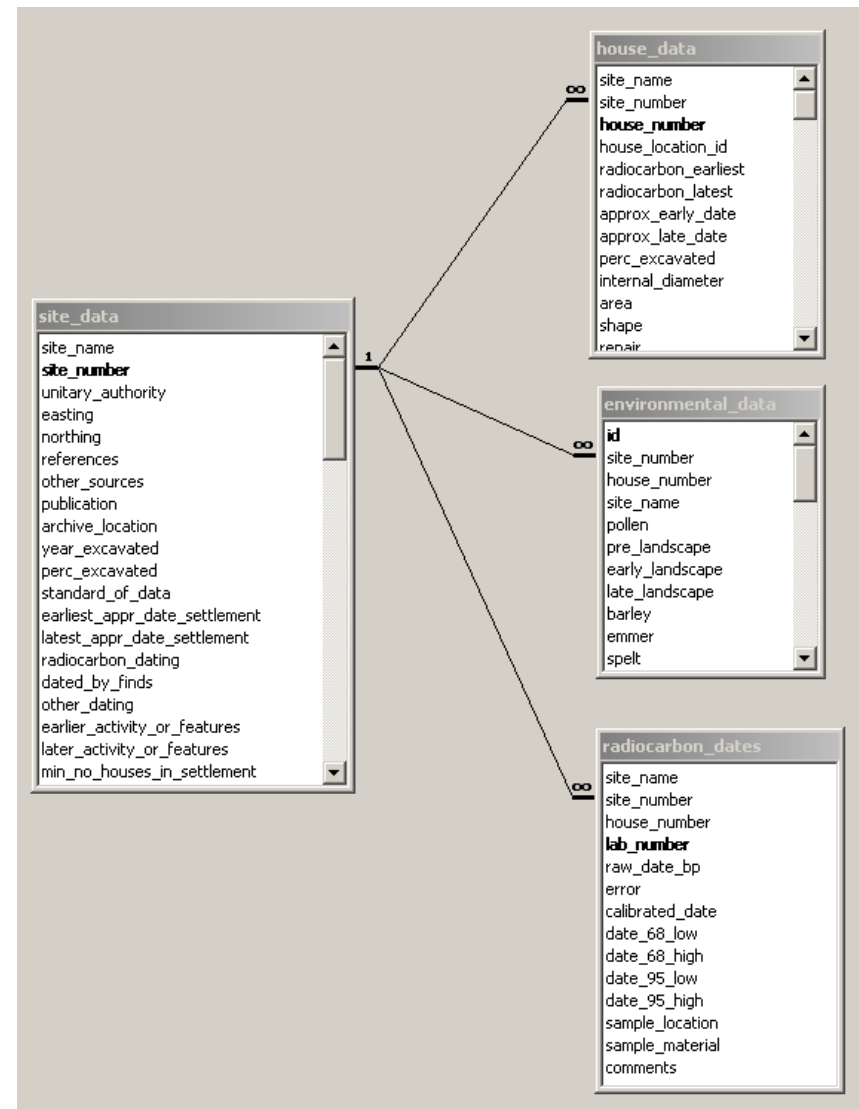 site_data
site_name
site_number
unitary_authority
easting
northing
references
other_sources
publication
archive_location
year_excavated
perc_excavated
standard_of_data
earliest_appr_date_settlement
latest_appr_date_settlement
radiocarbon_dating
dated_by_finds
other_dating
earlier_activity_or_features
later_activity_or_features
min_no_houses_in_settlement
1
∞
house_data
site_name
site_number
house_number
house_location_id
radiocarbon_earliest
radiocarbon_latest
approx_early_date
approx_late_date
perc_excavated
internal_diameter
area
shape
repair
∞
environmental_data
id
site_number
house_number
site_name
pollen
pre_landscape
early_landscape
late_landscape
barley
emmer
spelt
∞
radiocarbon_dates
site_name
site_number
house_number
lab_number
raw_date_bp
error
calibrated_date
date_68_low
date_68_high
date_95_low
date_95_high
sample_location
sample_material
comments